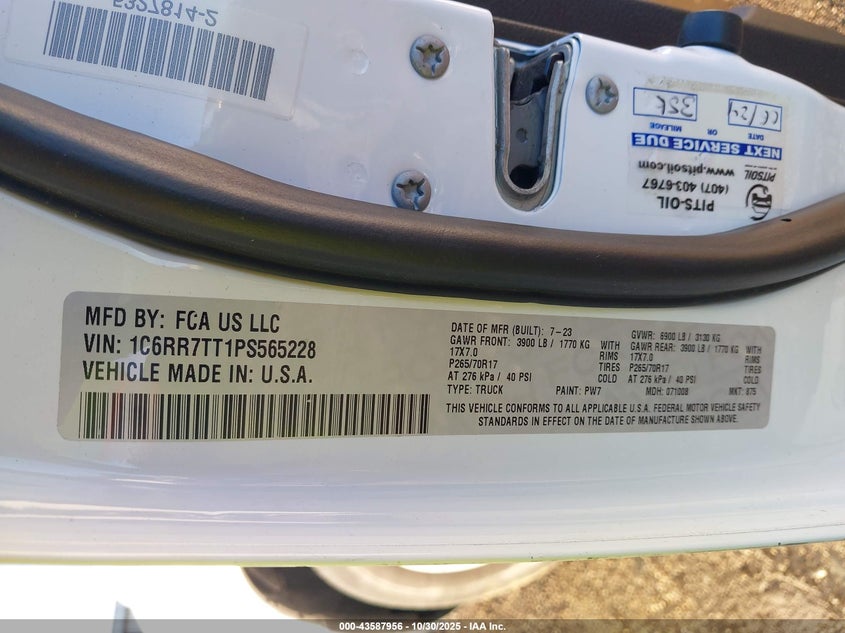 5327814-2
PITS-OIL
(407) 403-6767
www.pitsoil.com
PITSOIL
NEXT SERVICE DUE
DATE OR MILEAGE
MFD BY: FCA US LLC
VIN: 1C6RR7TT1PS565228
VEHICLE MADE IN: U.S.A.
DATE OF MFR (BUILT): 7-23
GAWR FRONT: 3900 LB / 1770 KG WITH
17X7.0 RIMS
P265/70R17 TIRES
AT 276 kPa / 40 PSI COLD
TYPE: TRUCK PAINT: PW7
GVWR: 6900 LB / 3130 KG
GAWR REAR: 3900 LB / 1770 KG WITH
17X7.0 RIMS
P265/70R17 TIRES
AT 276 kPa / 40 PSI COLD
MDH: 071008 MKT: 875
THIS VEHICLE CONFORMS TO ALL APPLICABLE U.S.A. FEDERAL MOTOR VEHICLE SAFETY
STANDARDS IN EFFECT ON THE DATE OF MANUFACTURE SHOWN ABOVE.
000-43587956 - 10/30/2025 - IAA Inc.